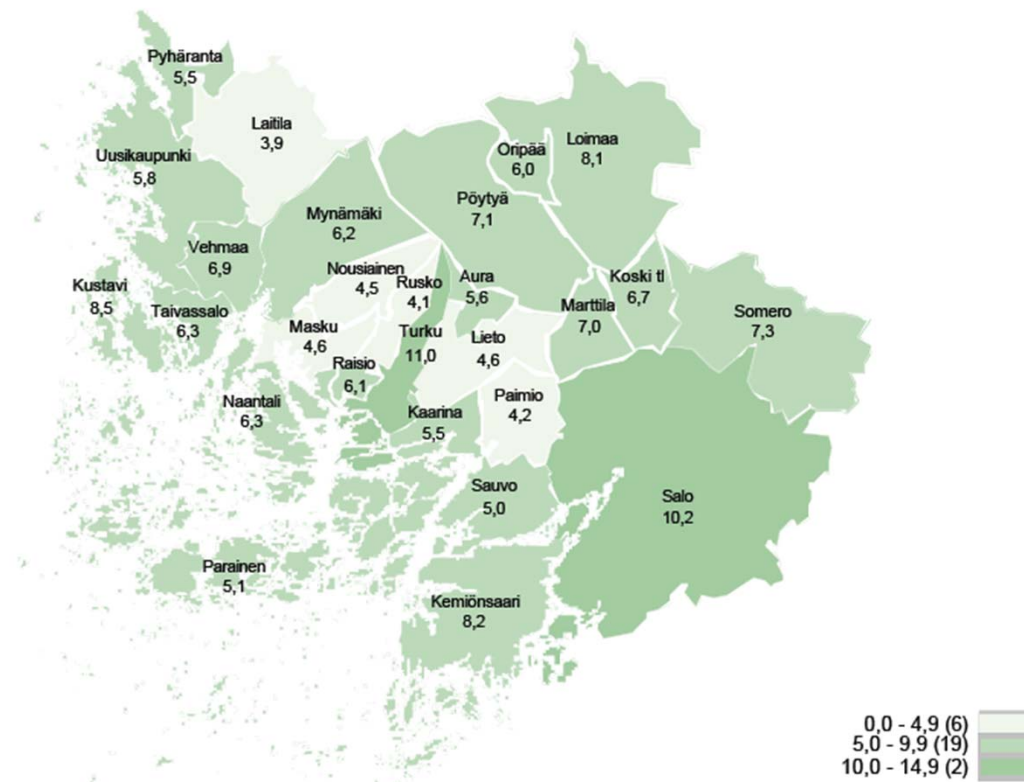 Pyhäranta
5,5
Laitila
3,9
Uusikaupunki
5,8
Oripää
6,0
Loimaa
8,1
Pöytyä
7,1
Mynämäki
6,2
Vehmaa
6,9
Kustavi
8,5
Taivassalo
6,3
Nousiainen
4,5
Rusko
4,1
Aura
5,6
Marttila
7,0
Koski tl
6,7
Somero
7,3
Masku
4,6
Turku
11,0
Lieto
4,6
Raisio
6,1
Naantali
6,3
Kaarina
5,5
Paimio
4,2
Sauvo
5,0
Salo
10,2
Parainen
5,1
Kemiönsaari
8,2
0,0 - 4,9 (6)
5,0 - 9,9 (19)
10,0 - 14,9 (2)